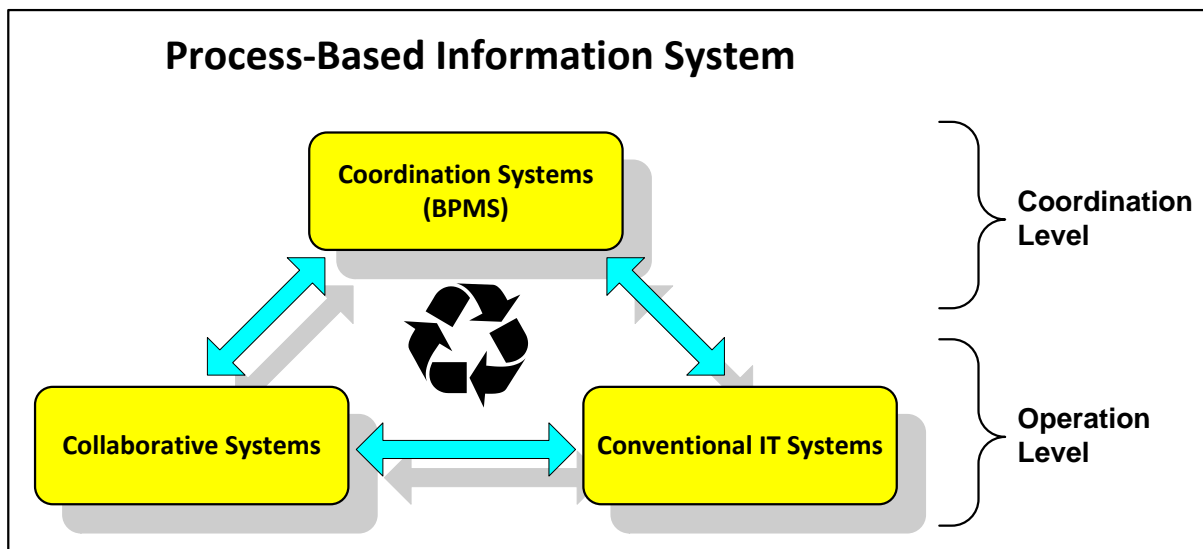 Process-Based Information System
Coordination Systems
(BPMS)
Coordination
Level
Collaborative Systems
Conventional IT Systems
Operation
Level